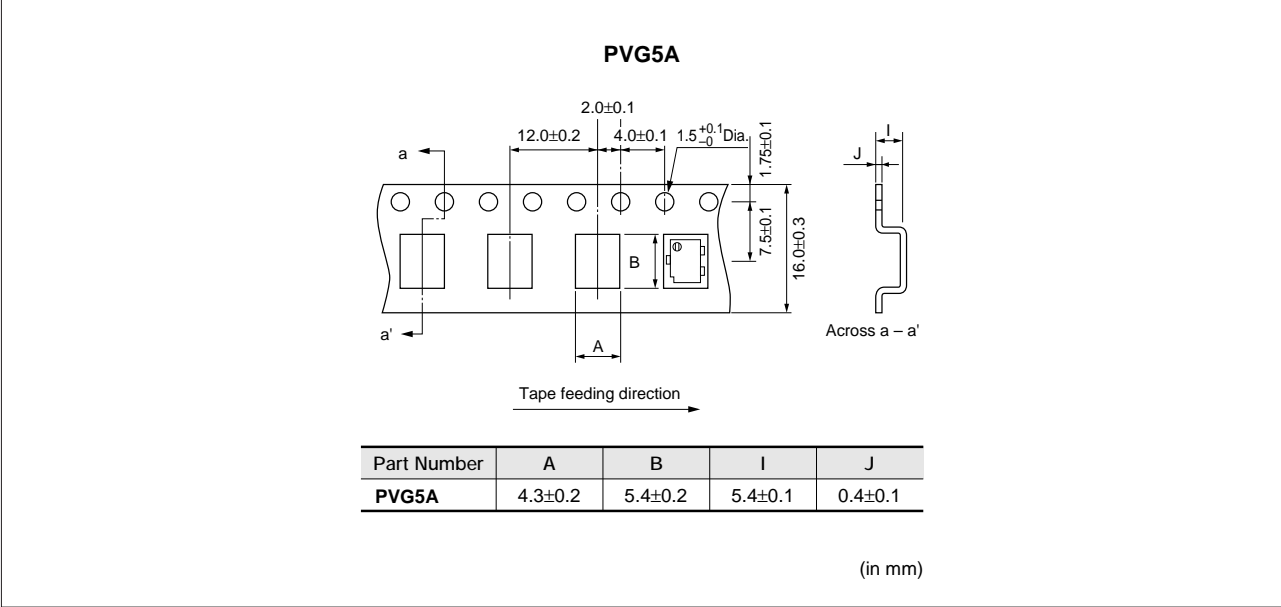 PVG5A
2.0±0.1
12.0±0.2
4.0±0.1
1.5 +0.1 –0 Dia.
1.75±0.1
I
J
a
7.5±0.1
16.0±0.3
B
a'
A
Across a – a'
Tape feeding direction
Part Number A B I J
PVG5A 4.3±0.2 5.4±0.2 5.4±0.1 0.4±0.1
(in mm)